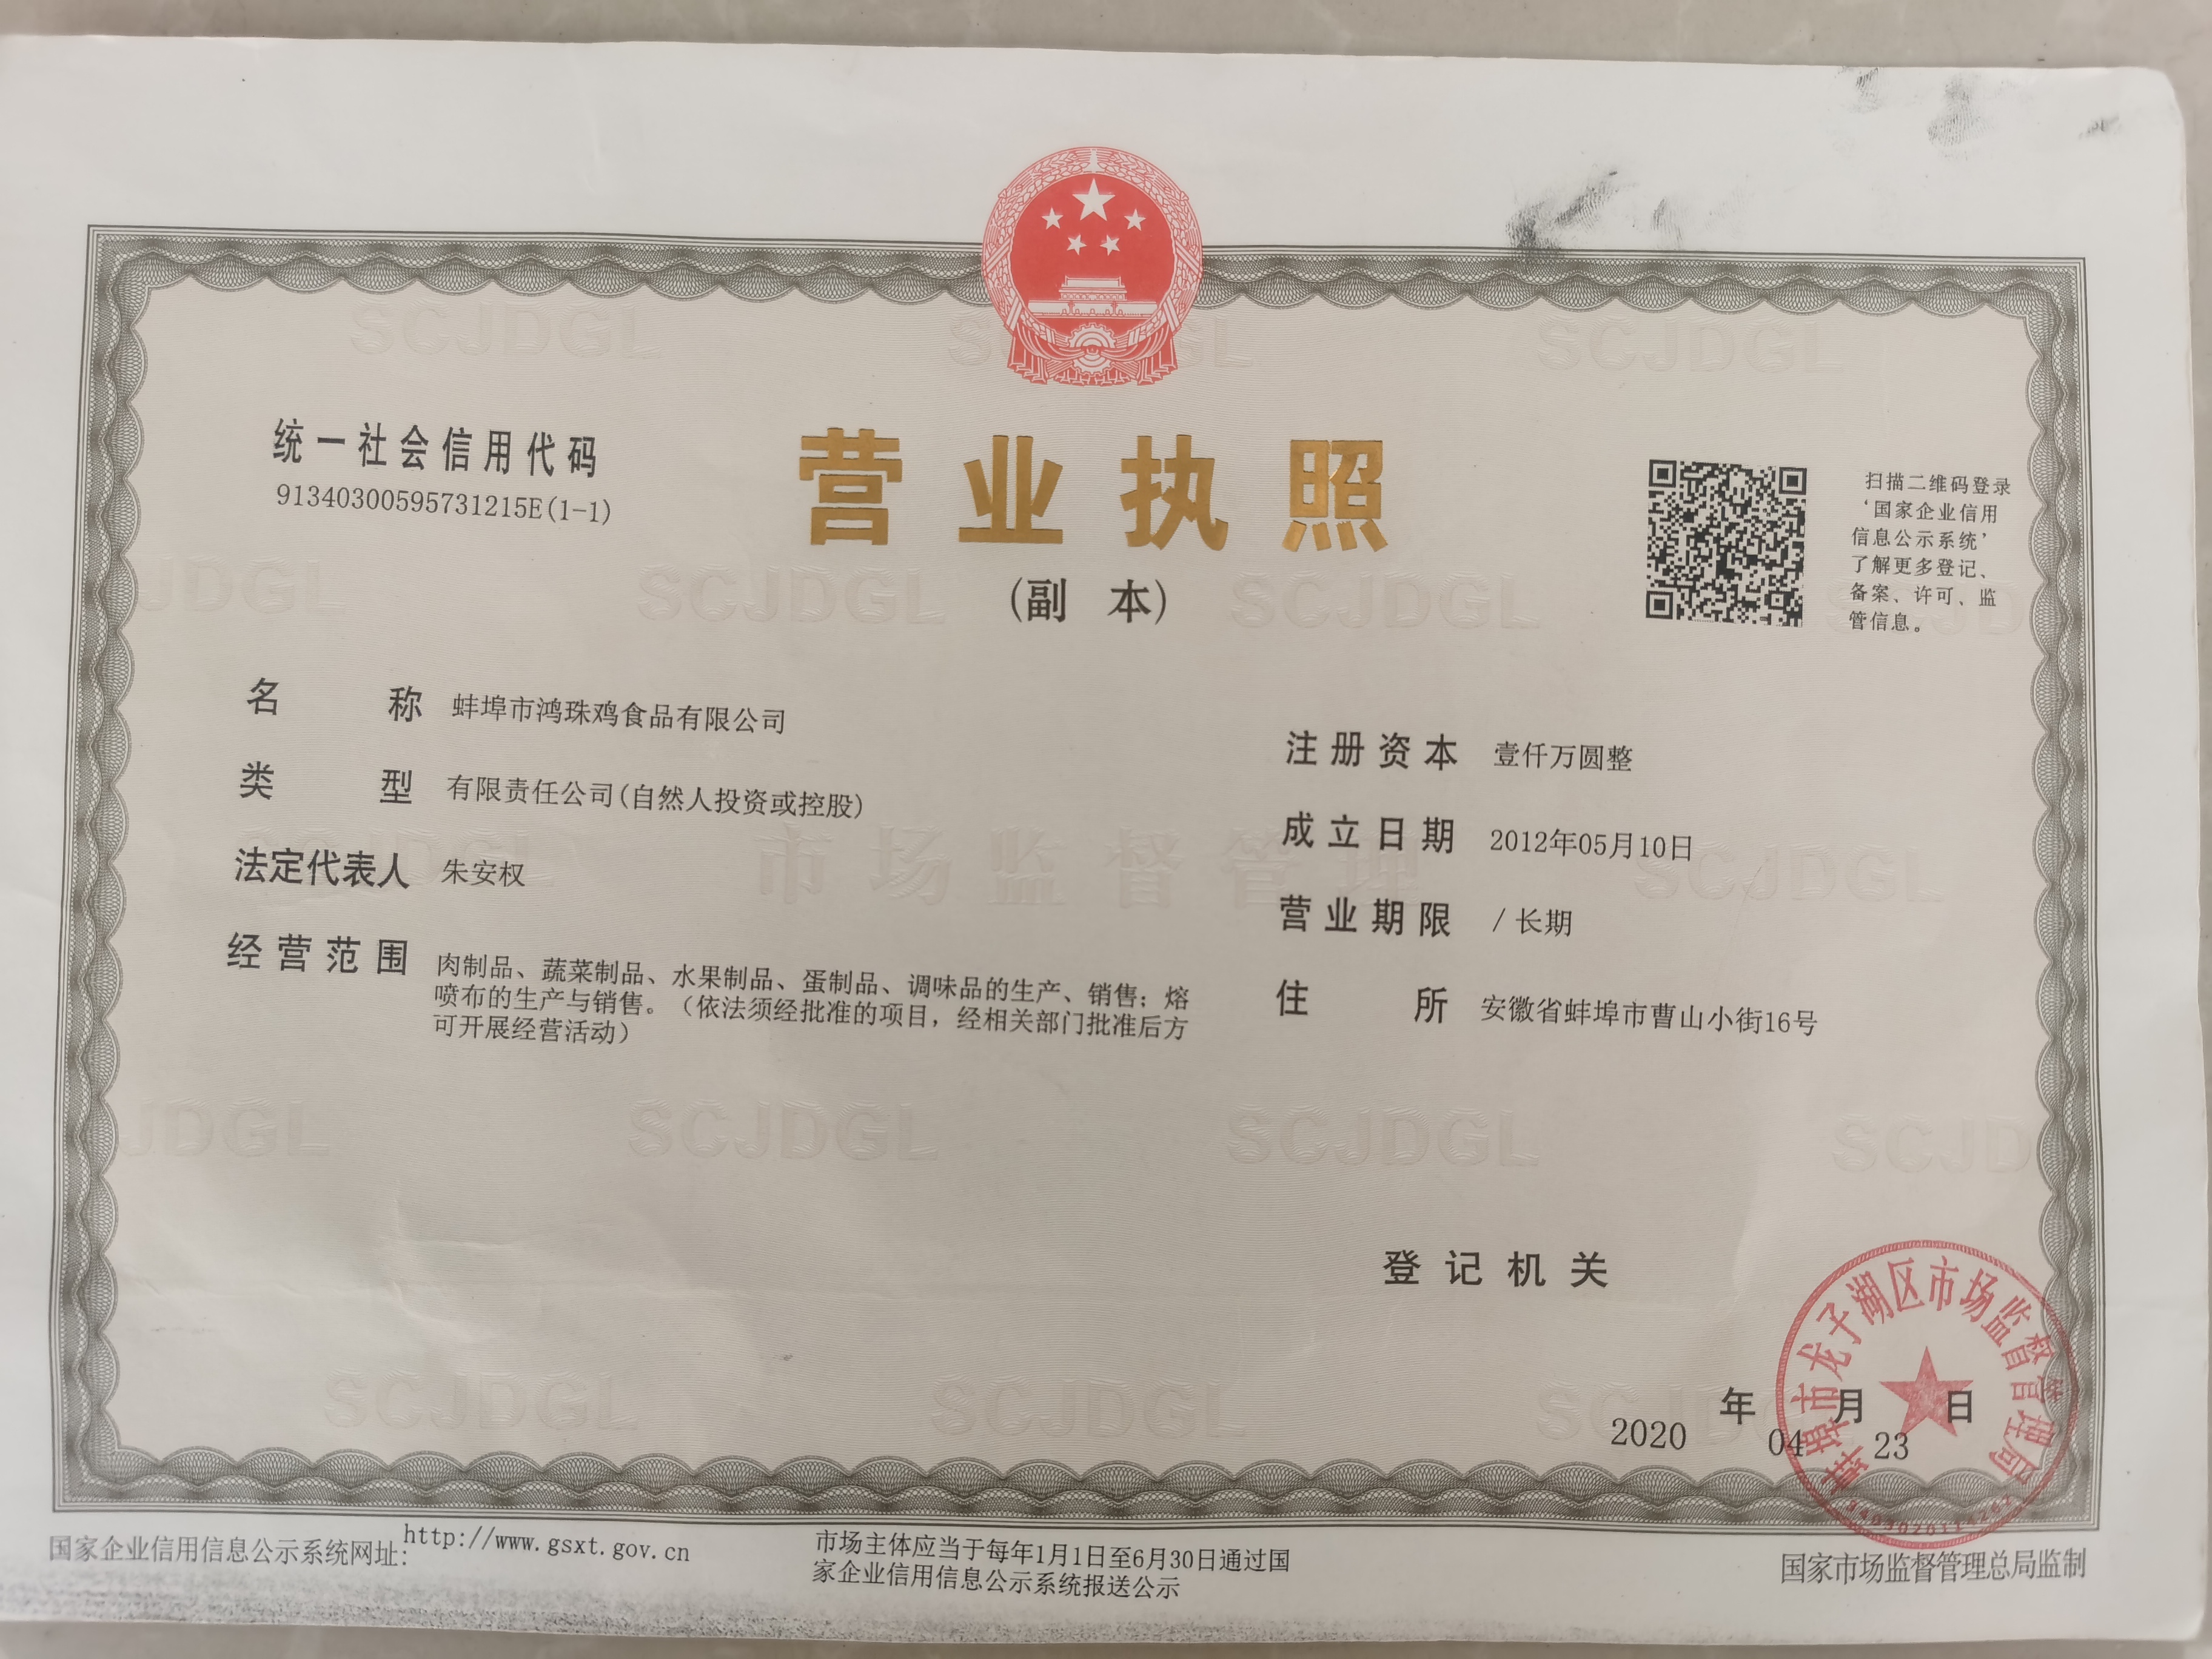 统一社会信用代码
91340300595731215E(1-1)
营业执照
(副 本)
扫描二维码登录
‘国家企业信用
信息公示系统’
了解更多登记、
备案、许可、监
管信息。
名 称 蚌埠市鸿珠鸡食品有限公司
类 型 有限责任公司(自然人投资或控股)
法定代表人 朱安权
经营范围 肉制品、蔬菜制品、水果制品、蛋制品、调味品的生产、销售；熔
喷布的生产与销售。（依法须经批准的项目，经相关部门批准后方
可开展经营活动）
注册资本 壹仟万圆整
成立日期 2012年05月10日
营业期限 / 长期
住 所 安徽省蚌埠市曹山小街16号
市场监督管理
SCJDGL
登记机关
蚌埠市龙子湖区市场监督管理局
2020 年 04 月 23 日
国家企业信用信息公示系统网址：http://www.gsxt.gov.cn
市场主体应当于每年1月1日至6月30日通过国
家企业信用信息公示系统报送公示
国家市场监督管理总局监制